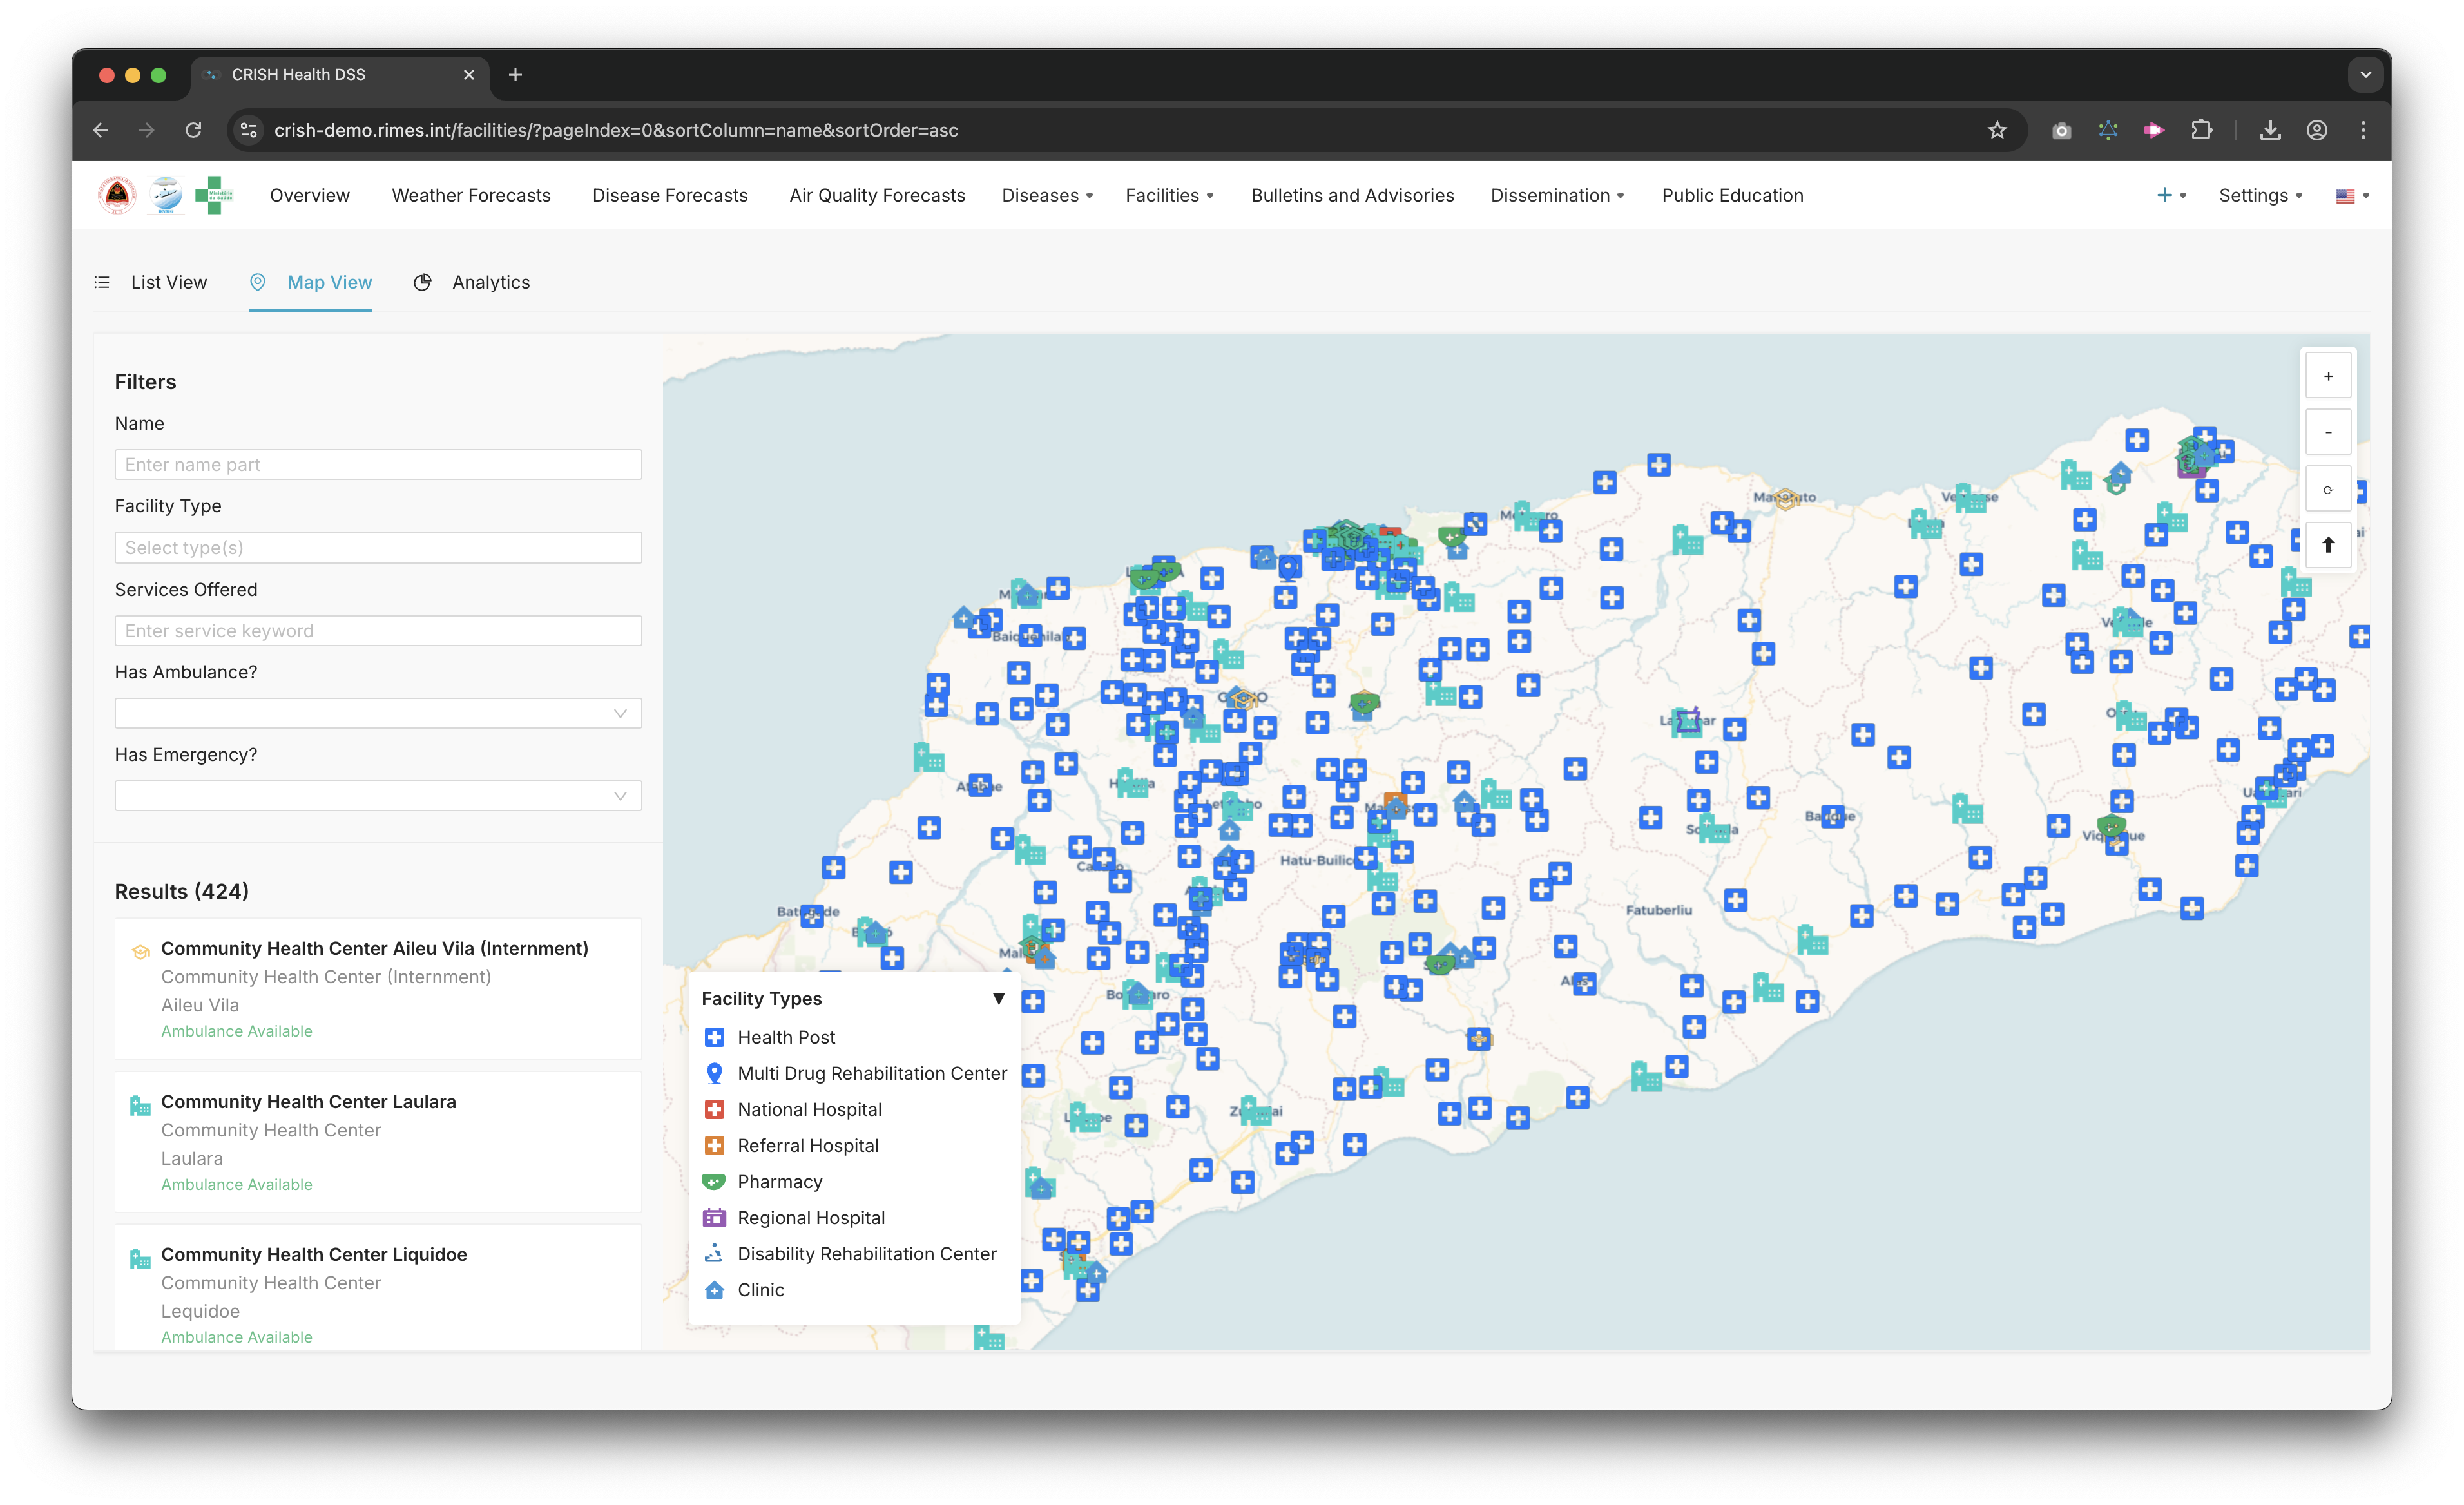 CRISH Health DSS
crish-demo.rimes.int/facilities/?pageIndex=0&sortColumn=name&sortOrder=asc
Overview
Weather Forecasts
Disease Forecasts
Air Quality Forecasts
Diseases
Facilities
Bulletins and Advisories
Dissemination
Public Education
Settings
List View
Map View
Analytics
Filters
Name
Enter name part
Facility Type
Select type(s)
Services Offered
Enter service keyword
Has Ambulance?
Has Emergency?
Results (424)
Community Health Center Aileu Vila (Internment)
Community Health Center (Internment)
Aileu Vila
Ambulance Available
Community Health Center Laulara
Community Health Center
Laulara
Ambulance Available
Community Health Center Liquidoe
Community Health Center
Lequidoe
Ambulance Available
+
-
Hatu-Builico
Fatuberliu
Facility Types
Health Post
Multi Drug Rehabilitation Center
National Hospital
Referral Hospital
Pharmacy
Regional Hospital
Disability Rehabilitation Center
Clinic